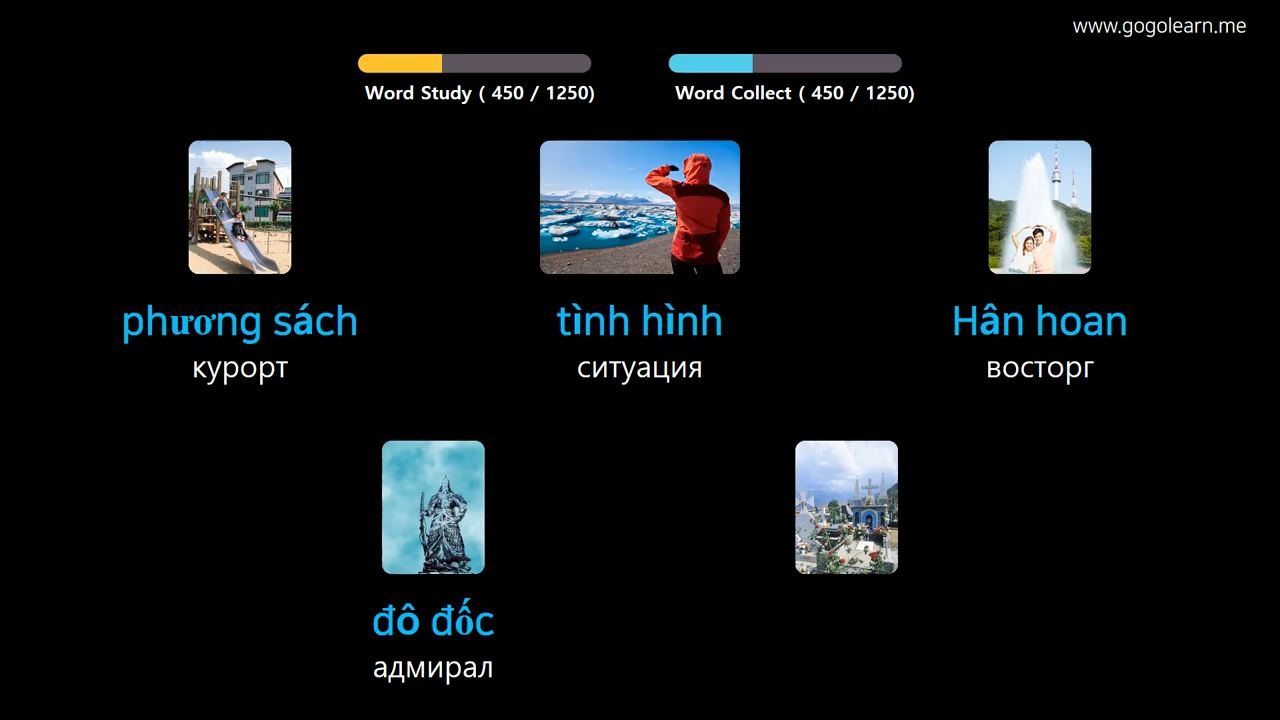 www.gogolearn.me
Word Study ( 450 / 1250)
Word Collect ( 450 / 1250)
phương sách
курорт
tình hình
ситуация
Hân hoan
восторг
đô đốc
адмирал